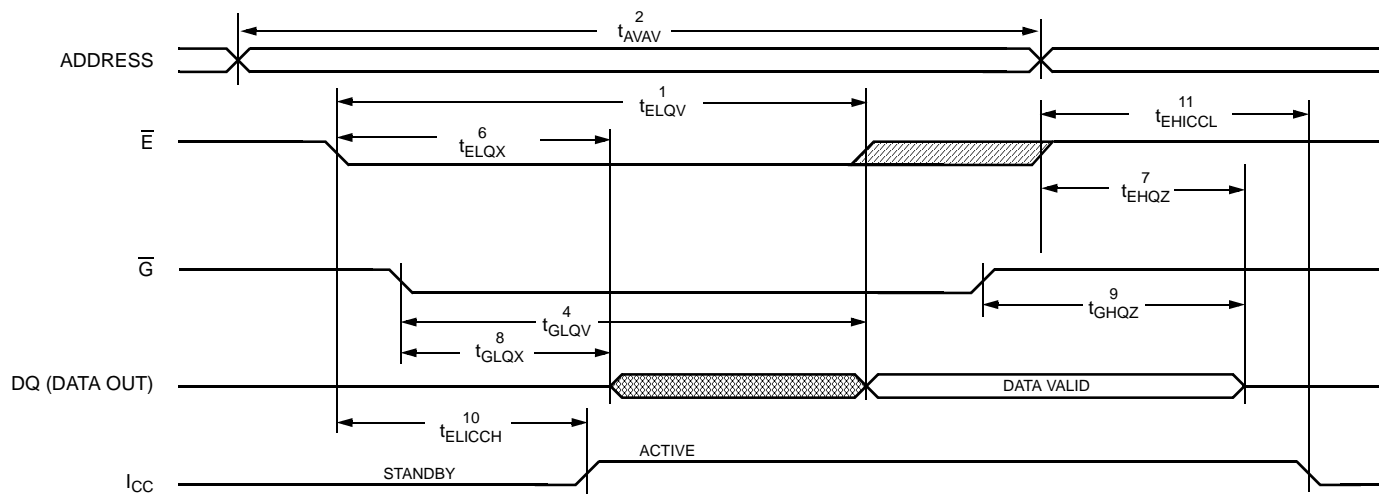 2
tAVAV
ADDRESS
1
tELQV
11
tEHICCL
6
tELQX
E
7
tEHQZ
G
9
tGHQZ
4
tGLQV
8
tGLQX
DQ (DATA OUT)
DATA VALID
10
tELICCH
ACTIVE
STANDBY
ICC